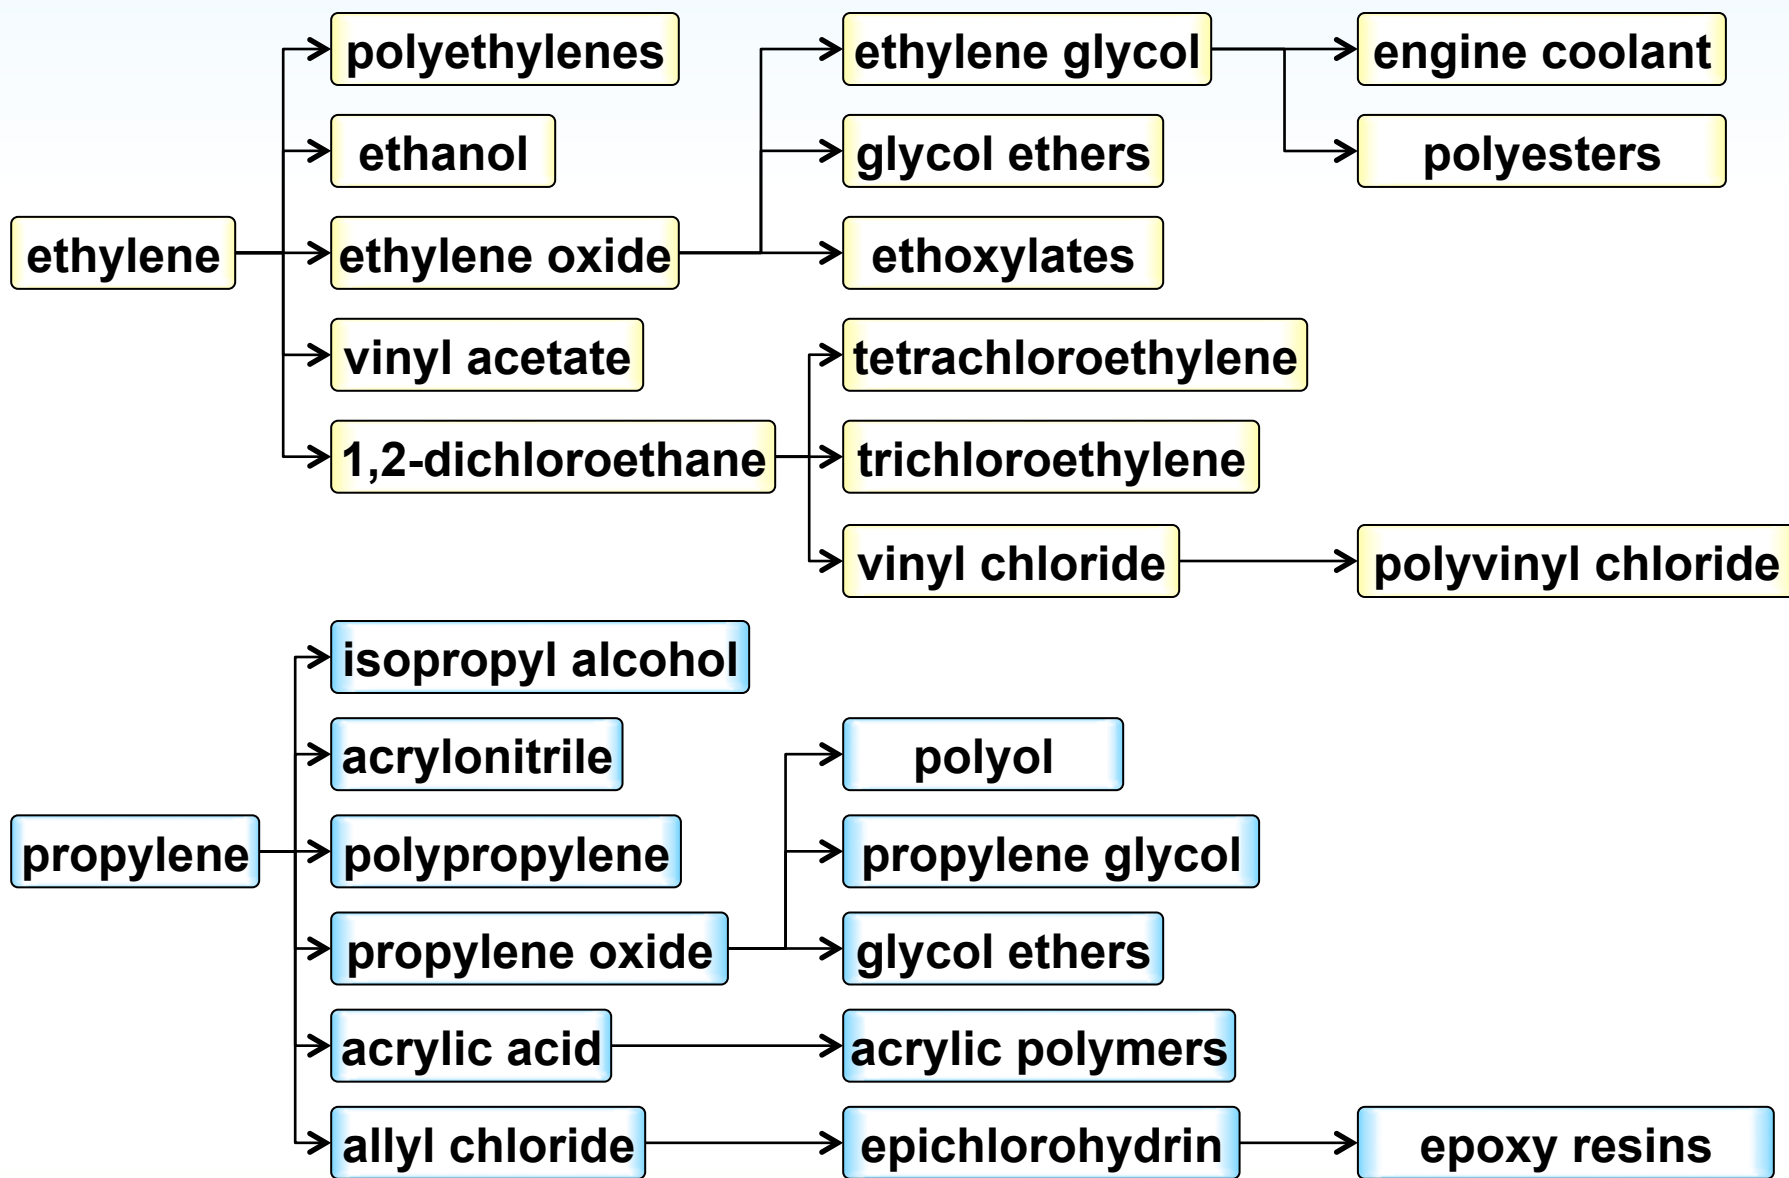 polyethylenes
ethylene glycol
engine coolant
ethanol
glycol ethers
polyesters
ethylene
ethylene oxide
ethoxylates
vinyl acetate
tetrachloroethylene
1,2-dichloroethane
trichloroethylene
vinyl chloride
polyvinyl chloride
isopropyl alcohol
acrylonitrile
polyol
propylene
polypropylene
propylene glycol
propylene oxide
glycol ethers
acrylic acid
acrylic polymers
allyl chloride
epichlorohydrin
epoxy resins